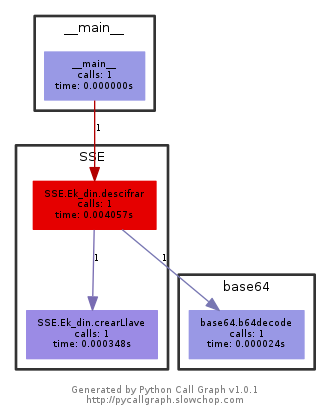 __main__
__main__
calls: 1
time: 0.000000s
1
SSE
SSE.Ek_din.descifrar
calls: 1
time: 0.004057s
1
1
SSE.Ek_din.crearLlave
calls: 1
time: 0.000348s
base64
base64.b64decode
calls: 1
time: 0.000024s
Generated by Python Call Graph v1.0.1
http://pycallgraph.slowchop.com